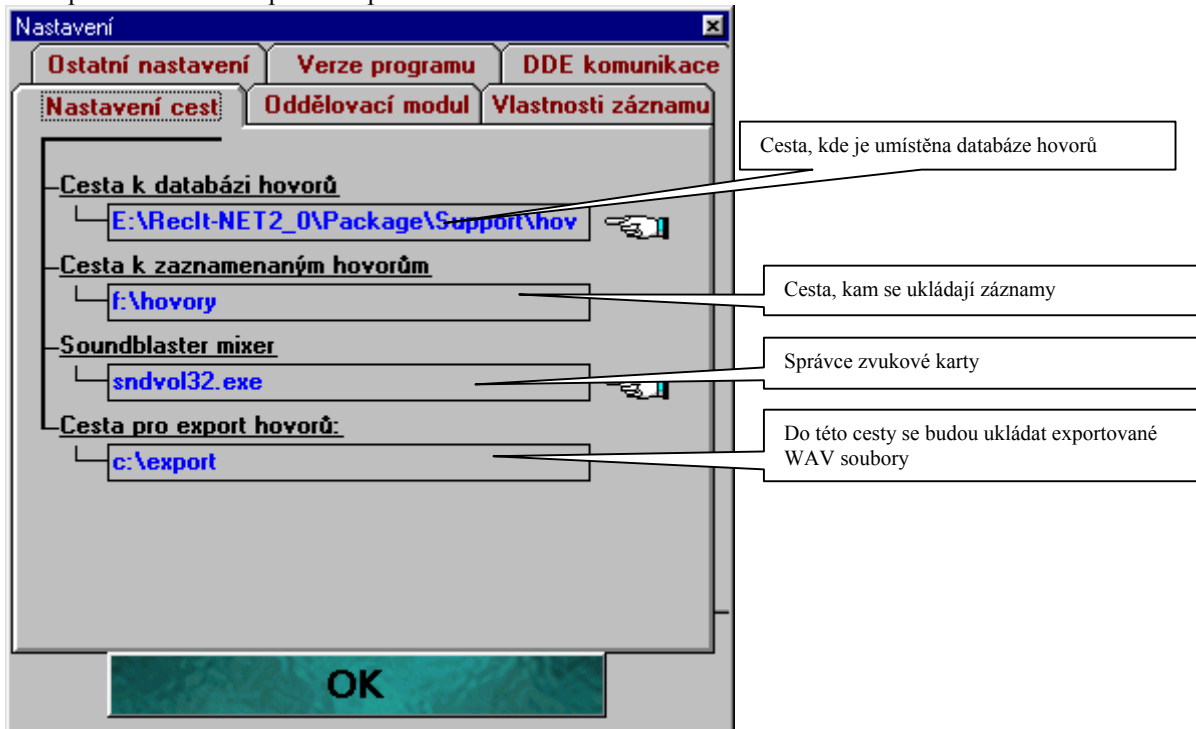 Nastavení
Ostatní nastavení Verze programu DDE komunikace
Nastavení cest Oddělovací modul Vlastnosti záznamu
Cesta, kde je umístěna databáze hovorů
Cesta k databázi hovorů
E:\RecIt-NET2_0\Package\Support\hov
Cesta k zaznamenaným hovorům
f:\hovory
Cesta, kam se ukládají záznamy
Soundblaster mixer
sndvol32.exe
Správce zvukové karty
Cesta pro export hovorů:
c:\export
Do této cesty se budou ukládat exportované
WAV soubory
OK